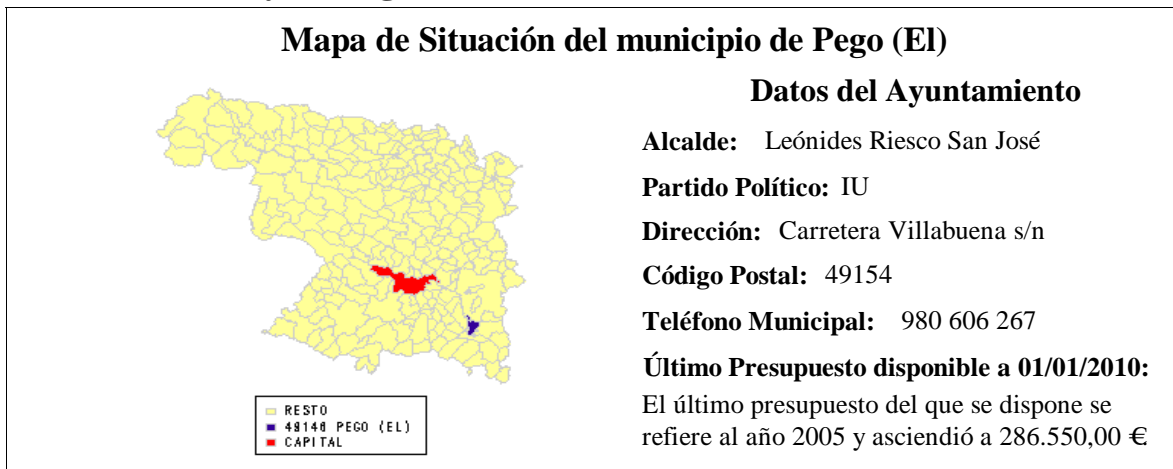 Mapa de Situación del municipio de Pego (El)
Datos del Ayuntamiento
Alcalde: Leónides Riesco San José
Partido Político: IU
Dirección: Carretera Villabuena s/n
Código Postal: 49154
Teléfono Municipal: 980 606 267
Último Presupuesto disponible a 01/01/2010:
El último presupuesto del que se dispone se
refiere al año 2005 y asciendió a 286.550,00 €
RESTO
49146 PEGO (EL)
CAPITAL